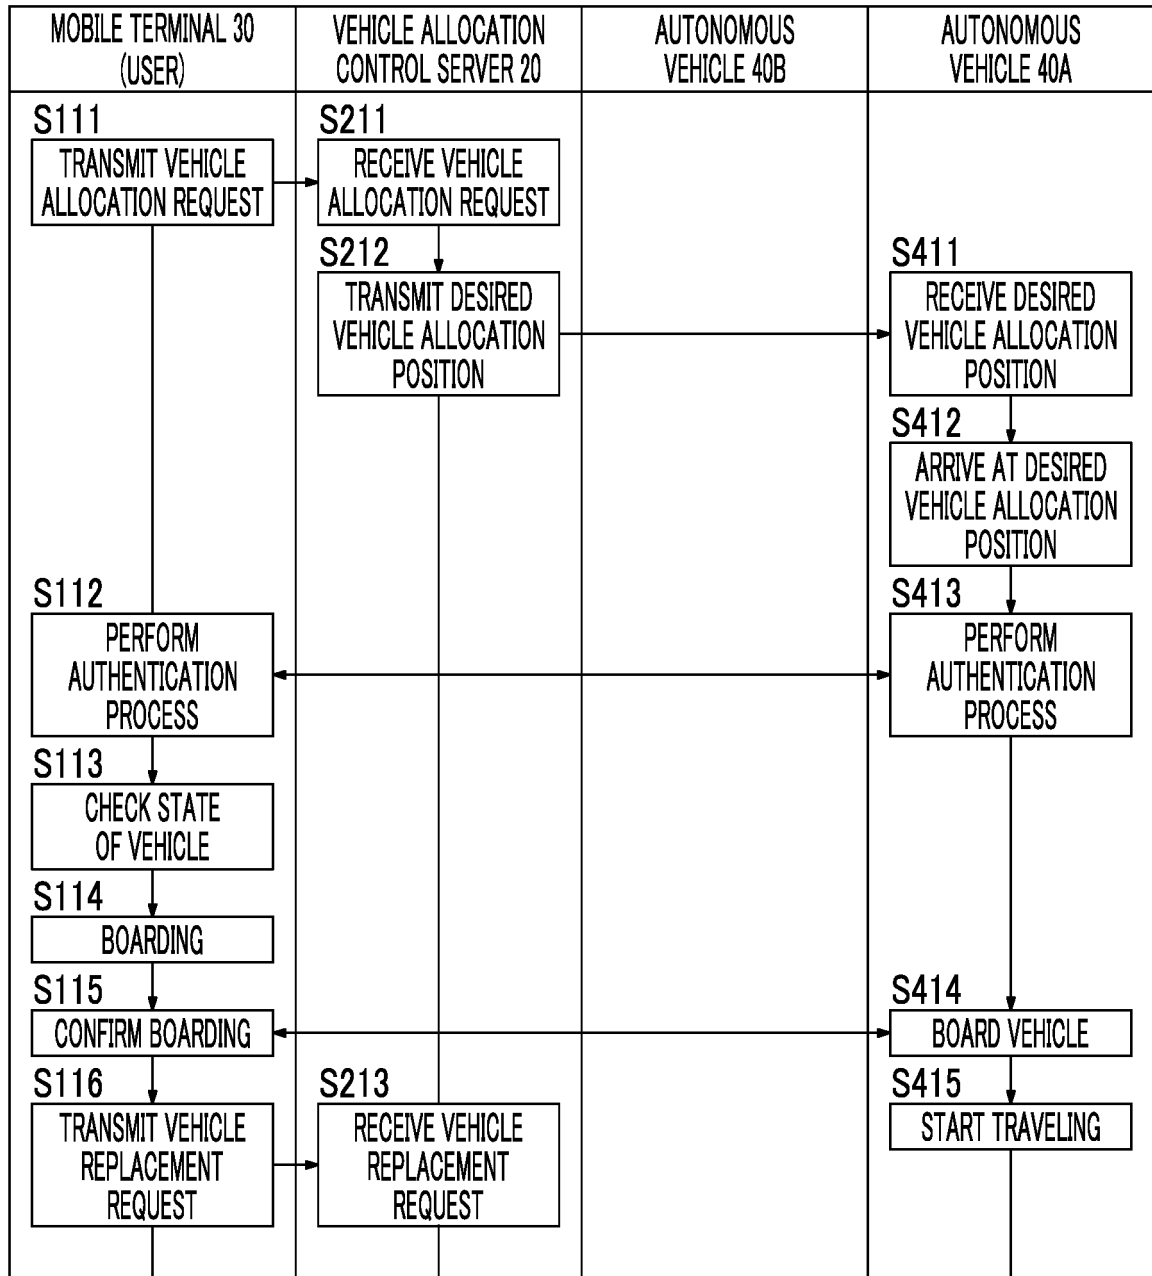 MOBILE TERMINAL 30
(USER)
VEHICLE ALLOCATION
CONTROL SERVER 20
AUTONOMOUS
VEHICLE 40B
AUTONOMOUS
VEHICLE 40A
S111
TRANSMIT VEHICLE
ALLOCATION REQUEST
S211
RECEIVE VEHICLE
ALLOCATION REQUEST
S212
TRANSMIT DESIRED
VEHICLE ALLOCATION
POSITION
S411
RECEIVE DESIRED
VEHICLE ALLOCATION
POSITION
S412
ARRIVE AT DESIRED
VEHICLE ALLOCATION
POSITION
S112
PERFORM
AUTHENTICATION
PROCESS
S413
PERFORM
AUTHENTICATION
PROCESS
S113
CHECK STATE
OF VEHICLE
S114
BOARDING
S115
CONFIRM BOARDING
S414
BOARD VEHICLE
S116
TRANSMIT VEHICLE
REPLACEMENT
REQUEST
S213
RECEIVE VEHICLE
REPLACEMENT
REQUEST
S415
START TRAVELING